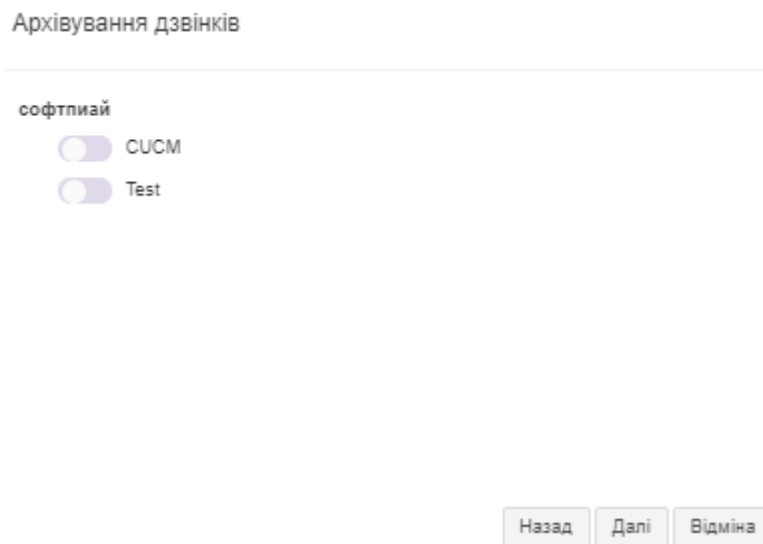 Архівування дзвінків
софтпиай
CUCM
Test
Назад Далі Відміна